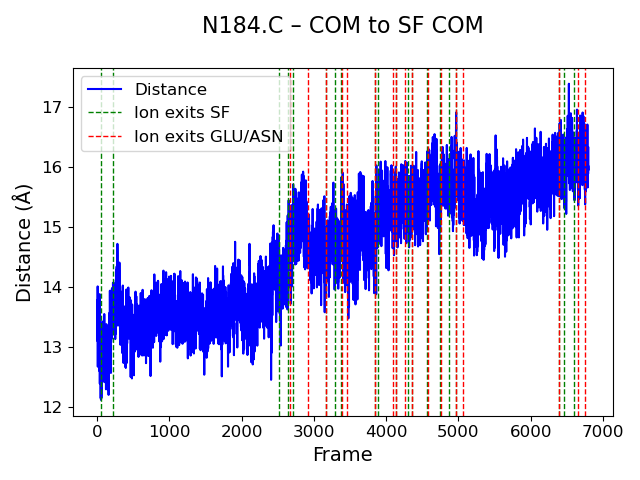 N184.C – COM to SF COM
Distance
Ion exits SF
Ion exits GLU/ASN
Distance (Å)
17
16
15
14
13
12
0
1000
2000
3000
4000
5000
6000
7000
Frame